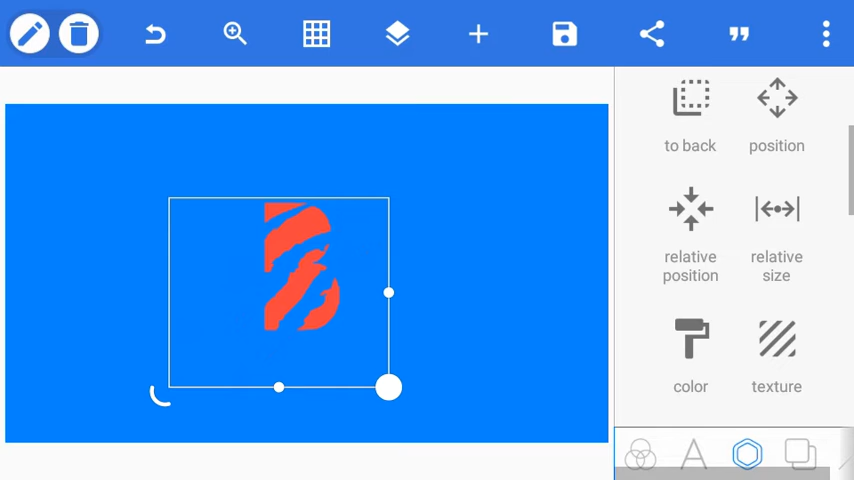 to back
position
relative
position
relative
size
color
texture
B
A